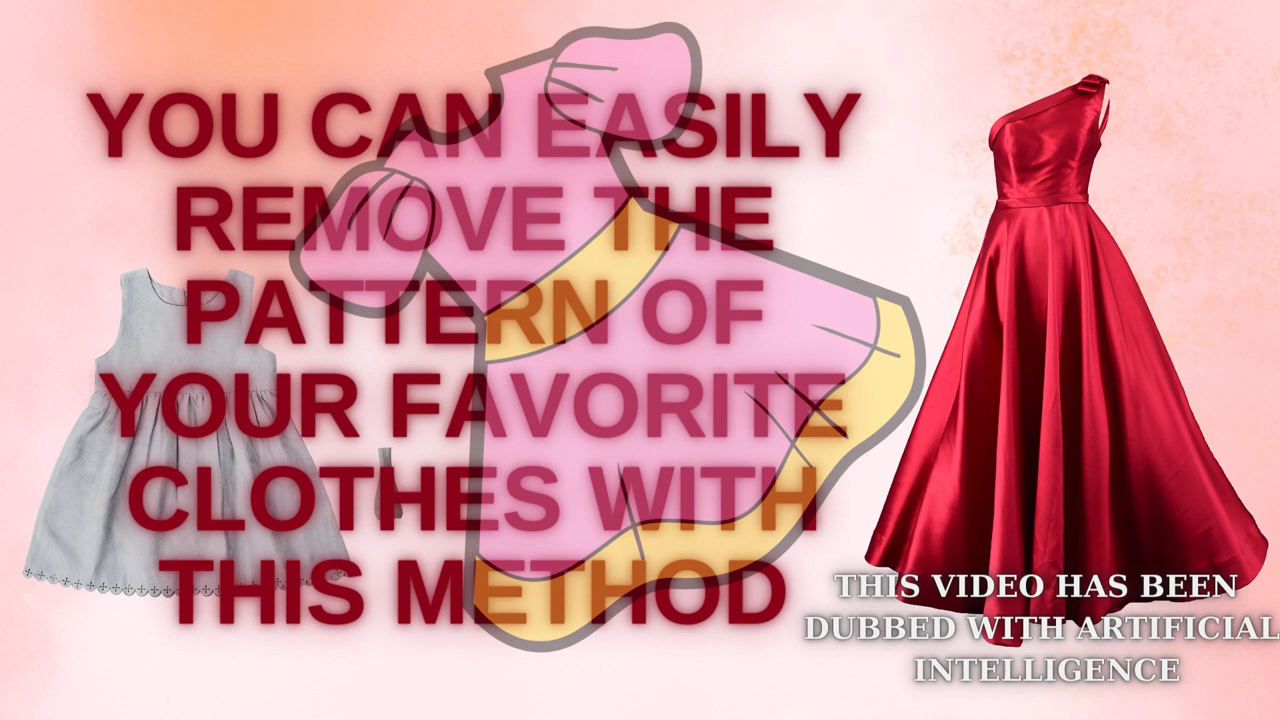 YOU CAN EASILY
REMOVE THE
PATTERN OF
YOUR FAVORITE
CLOTHES WITH
THIS METHOD
THIS VIDEO HAS BEEN
DUBBED WITH ARTIFICIAL
INTELLIGENCE